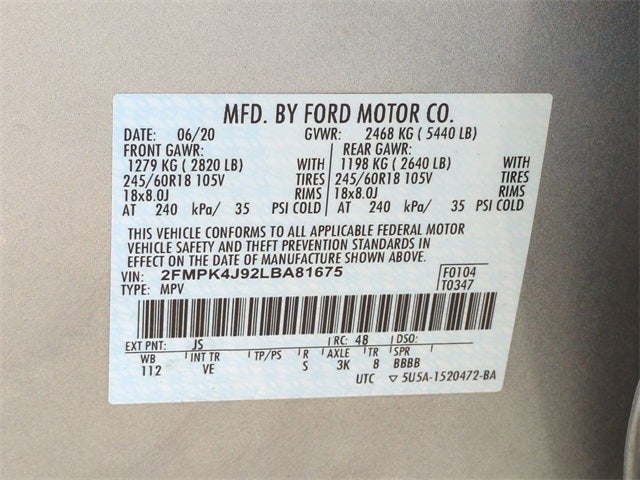 MFD. BY FORD MOTOR CO.
DATE: 06/20 GVWR: 2468 KG ( 5440 LB)
FRONT GAWR: REAR GAWR:
1279 KG ( 2820 LB) WITH 1198 KG ( 2640 LB) WITH
245/60R18 105V TIRES 245/60R18 105V TIRES
18x8.0J RIMS 18x8.0J RIMS
AT 240 kPa/ 35 PSI COLD AT 240 kPa/ 35 PSI COLD
THIS VEHICLE CONFORMS TO ALL APPLICABLE FEDERAL MOTOR
VEHICLE SAFETY AND THEFT PREVENTION STANDARDS IN
EFFECT ON THE DATE OF MANUFACTURE SHOWN ABOVE.
VIN: 2FMPK4J92LBA81675 F0104
TYPE: MPV T0347
EXT PNT: JS RC: 48 DSO:
WB INT TR TP/PS R AXLE TR SPR
112 VE S 3K 8 BBBB
UTC ▽ 5U5A-1520472-BA